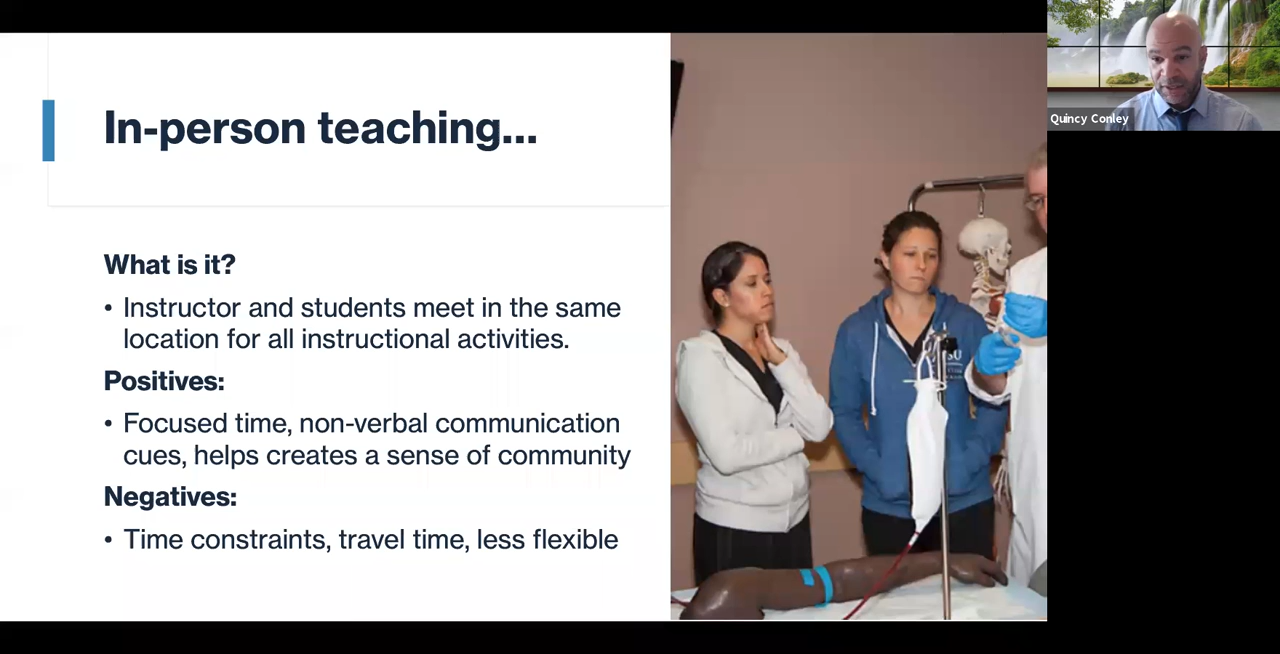 In-person teaching...
What is it?
• Instructor and students meet in the same
location for all instructional activities.
Positives:
• Focused time, non-verbal communication
cues, helps creates a sense of community
Negatives:
• Time constraints, travel time, less flexible
Quincy Conley